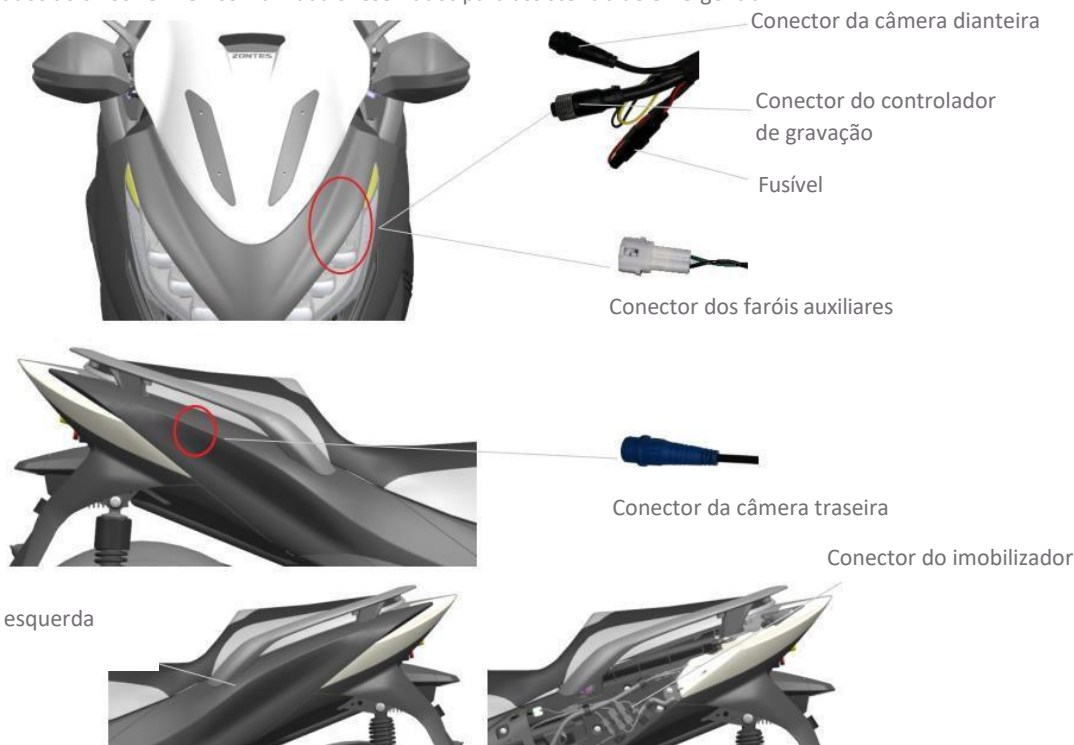 Conector da câmera dianteira
ZONTES
Conector do controlador
de gravação
Fusível
Conector dos faróis auxiliares
Conector da câmera traseira
Conector do imobilizador
esquerda